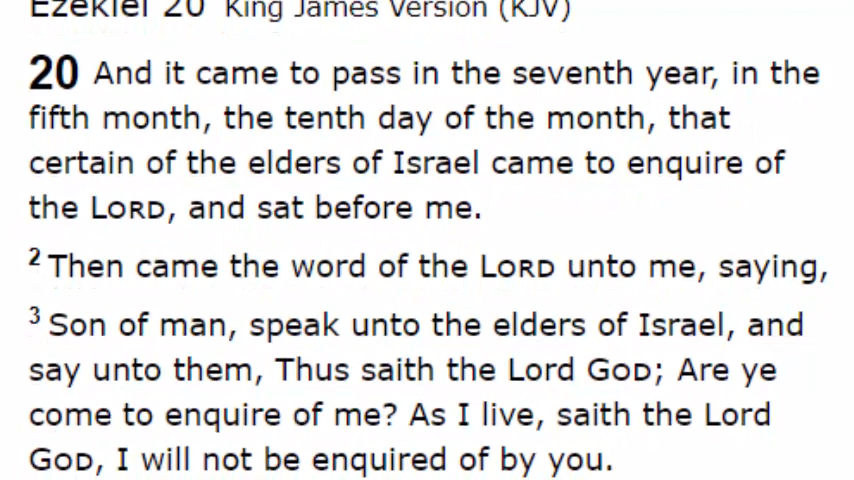 Ezekiel 20 King James Version (KJV)
20 And it came to pass in the seventh year, in the
fifth month, the tenth day of the month, that
certain of the elders of Israel came to enquire of
the LORD, and sat before me.
2 Then came the word of the LORD unto me, saying,
3 Son of man, speak unto the elders of Israel, and
say unto them, Thus saith the Lord GOD; Are ye
come to enquire of me? As I live, saith the Lord
GOD, I will not be enquired of by you.